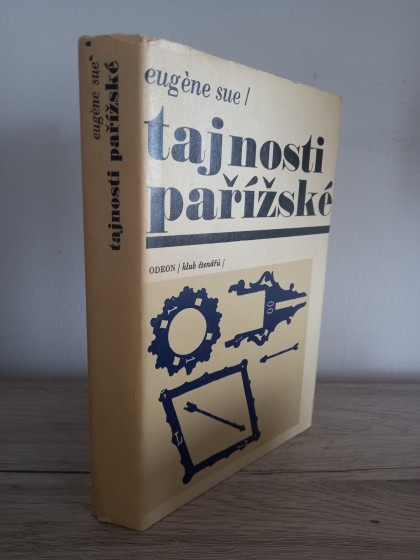 eugène sue
tajnosti pařížské
eugène sue/
tajnosti
pařížské
ODEON / klub čtenářů /